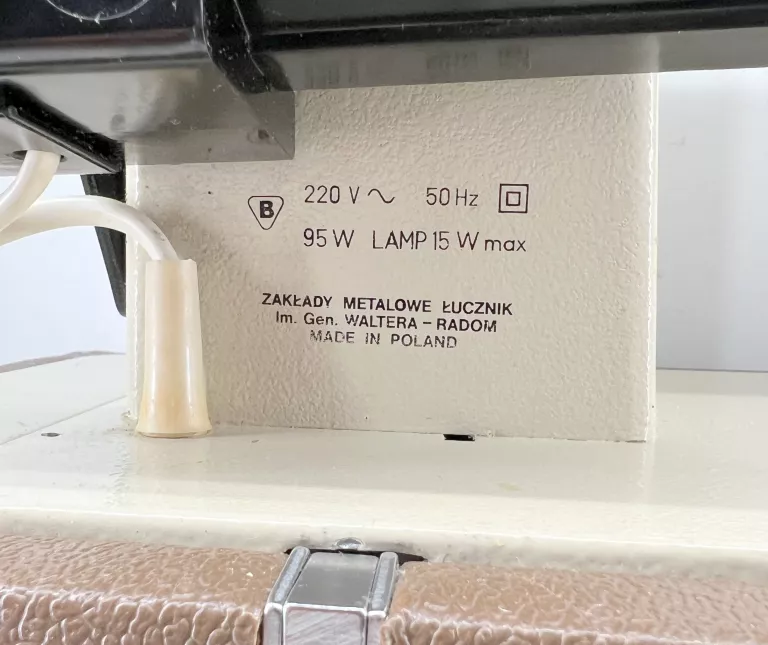 B 220 V ~ 50 Hz
95 W LAMP 15 W max
ZAKŁADY METALOWE ŁUCZNIK
Im. Gen. WALTERA – RADOM
MADE IN POLAND